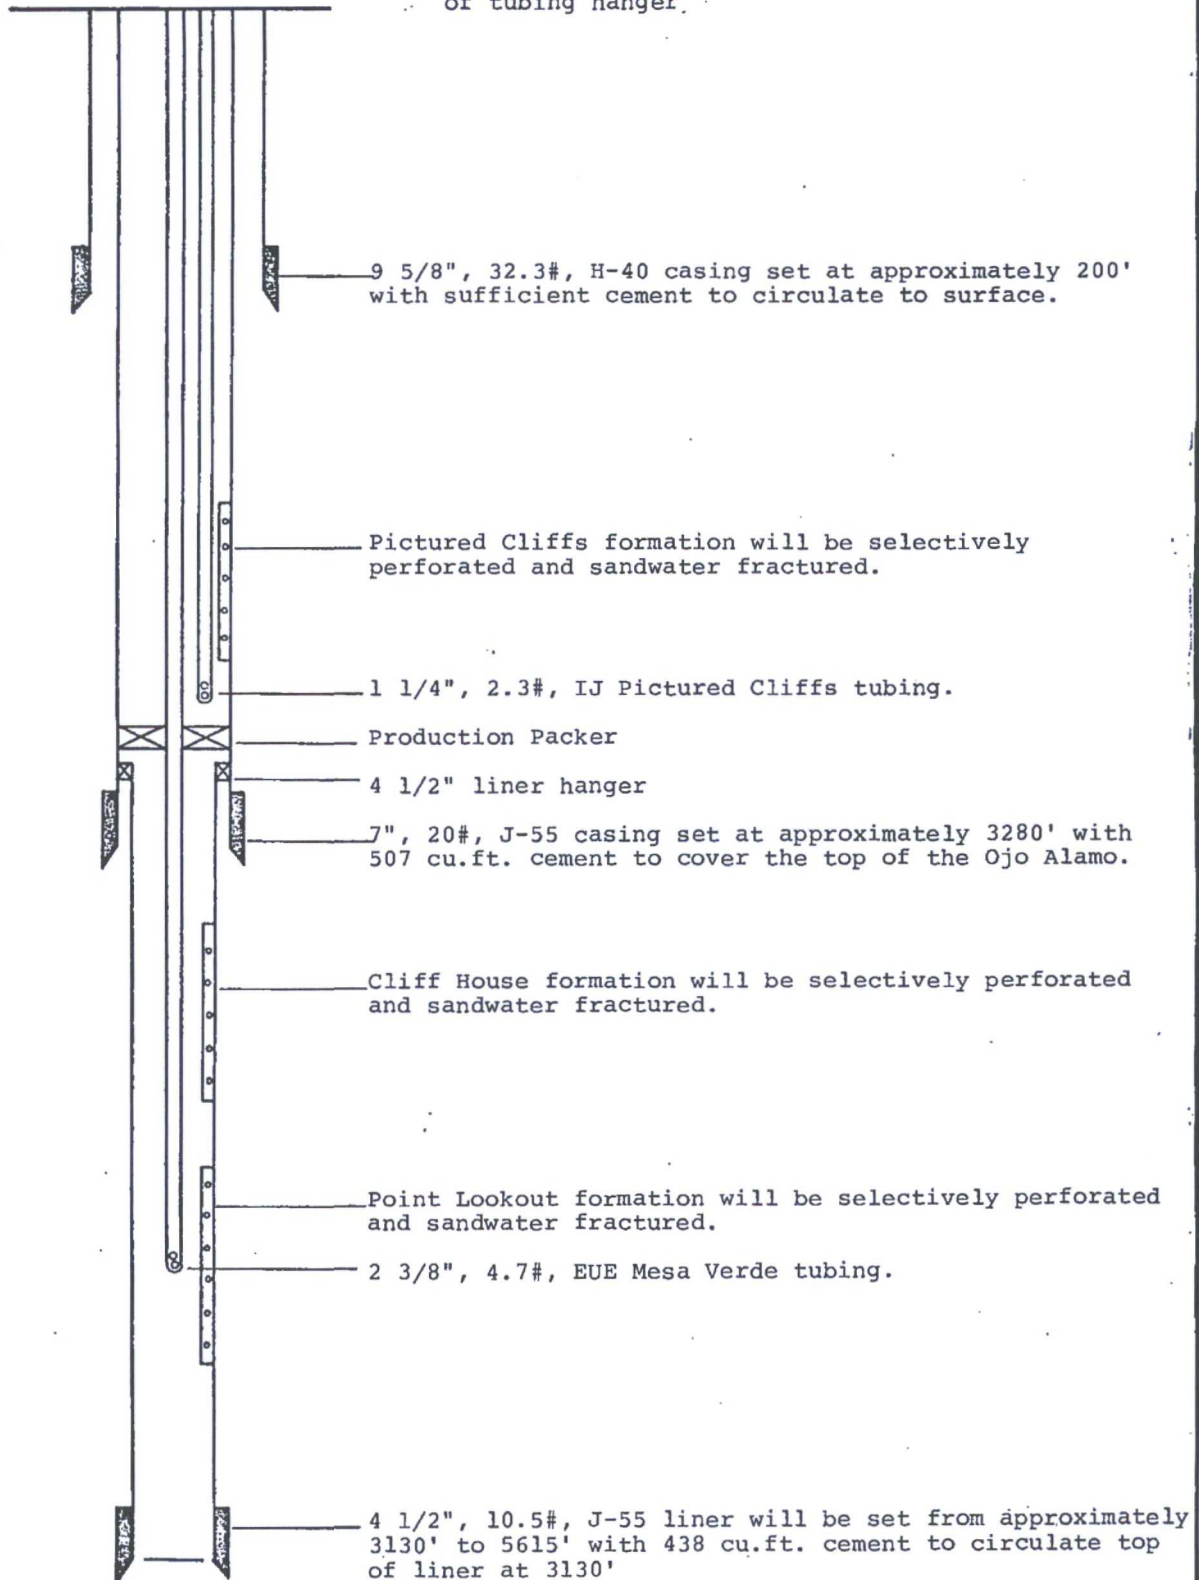 of tubing hanger.
9 5/8", 32.3#, H-40 casing set at approximately 200'
with sufficient cement to circulate to surface.
Pictured Cliffs formation will be selectively
perforated and sandwater fractured.
1 1/4", 2.3#, IJ Pictured Cliffs tubing.
Production Packer
4 1/2" liner hanger
7", 20#, J-55 casing set at approximately 3280' with
507 cu.ft. cement to cover the top of the Ojo Alamo.
Cliff House formation will be selectively perforated
and sandwater fractured.
Point Lookout formation will be selectively perforated
and sandwater fractured.
2 3/8", 4.7#, EUE Mesa Verde tubing.
4 1/2", 10.5#, J-55 liner will be set from approximately
3130' to 5615' with 438 cu.ft. cement to circulate top
of liner at 3130'